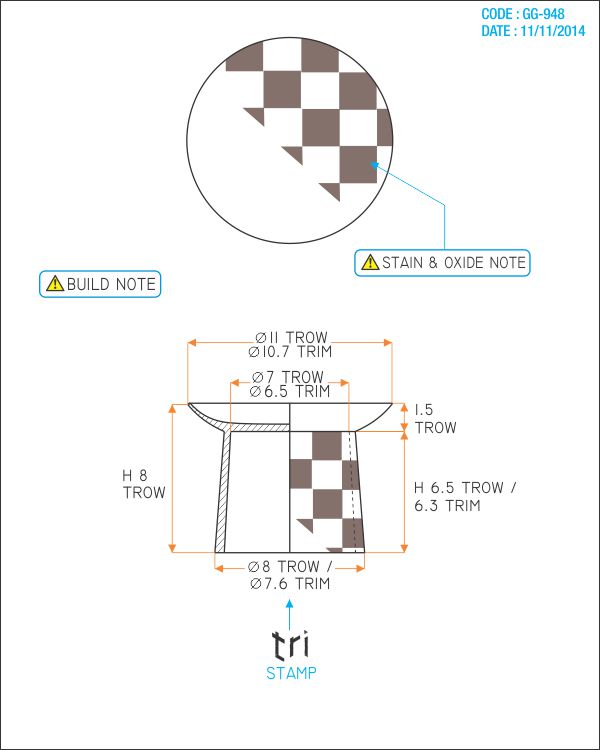 CODE : GG-948
DATE : 11/11/2014
STAIN & OXIDE NOTE
BUILD NOTE
Ø11 TROW
Ø10.7 TRIM
Ø7 TROW
Ø6.5 TRIM
1.5
TROW
H 8
TROW
H 6.5 TROW /
6.3 TRIM
Ø8 TROW /
Ø7.6 TRIM
tri
STAMP